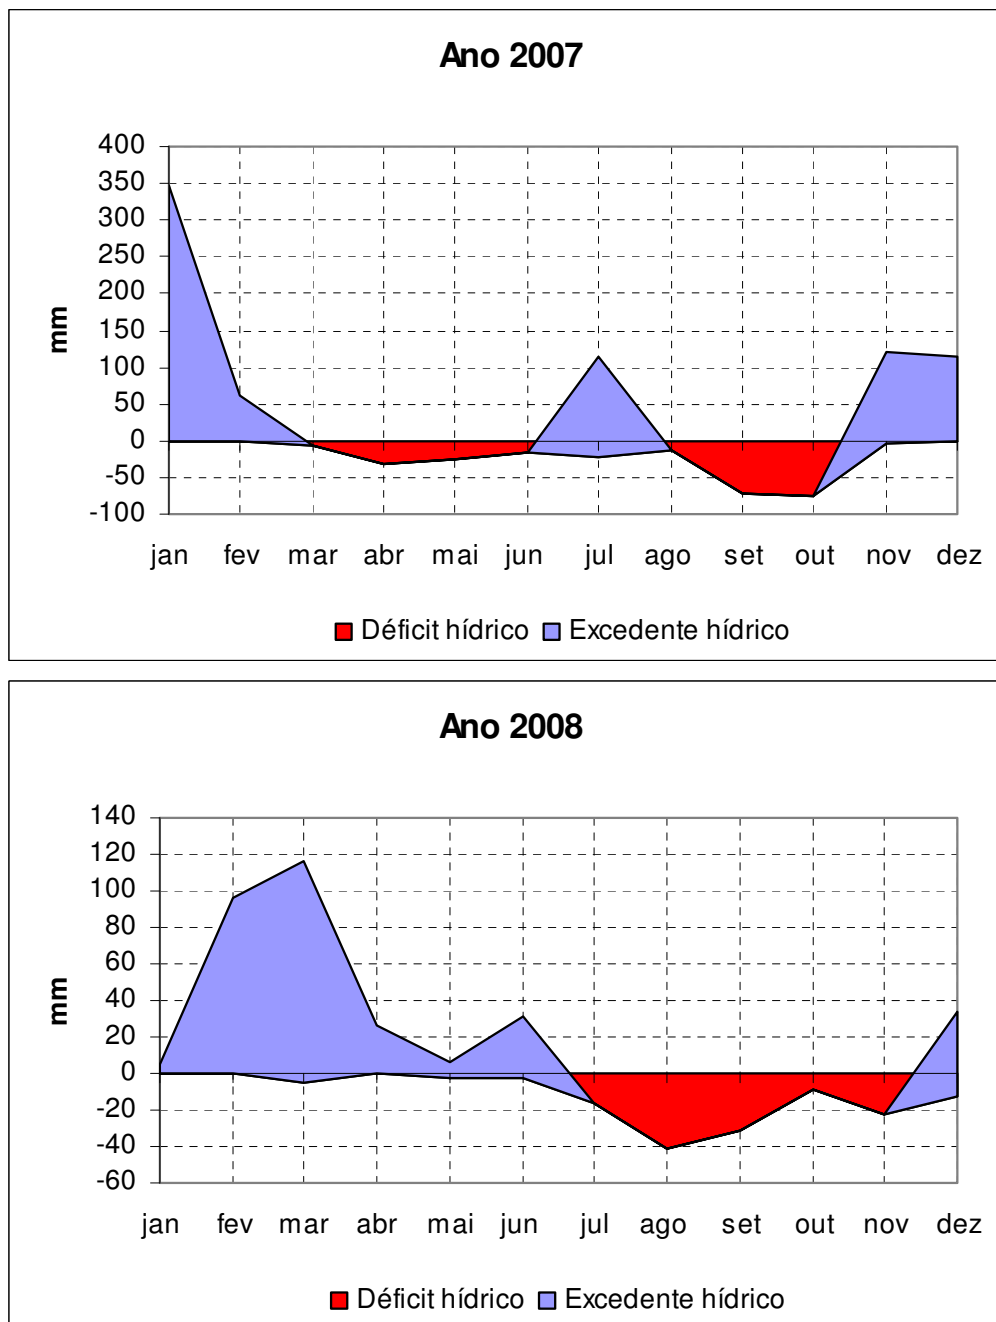 Ano 2007
400
350
300
250
200
150
100
50
0
-50
-100
mm
jan fev mar abr mai jun jul ago set out nov dez
Déficit hídrico Excedente hídrico
Ano 2008
140
120
100
80
60
40
20
0
-20
-40
-60
mm
jan fev mar abr mai jun jul ago set out nov dez
Déficit hídrico Excedente hídrico